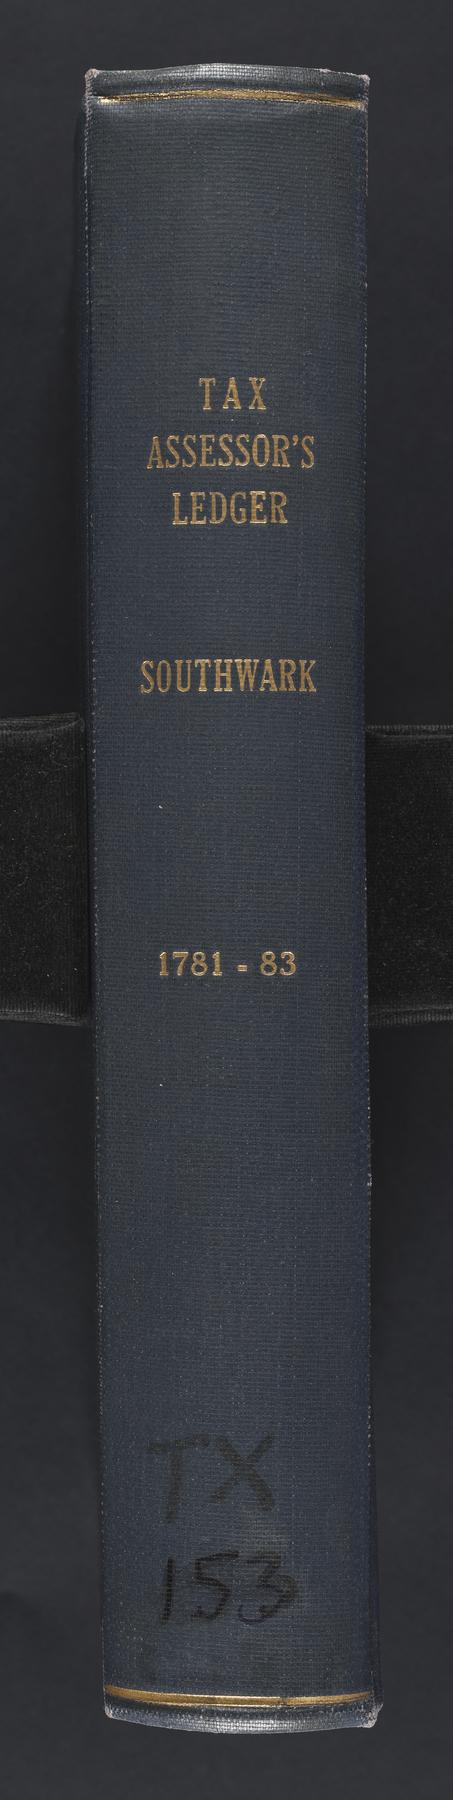 TAX
ASSESSOR'S
LEDGER
SOUTHWARK
1781 - 83
TX
153